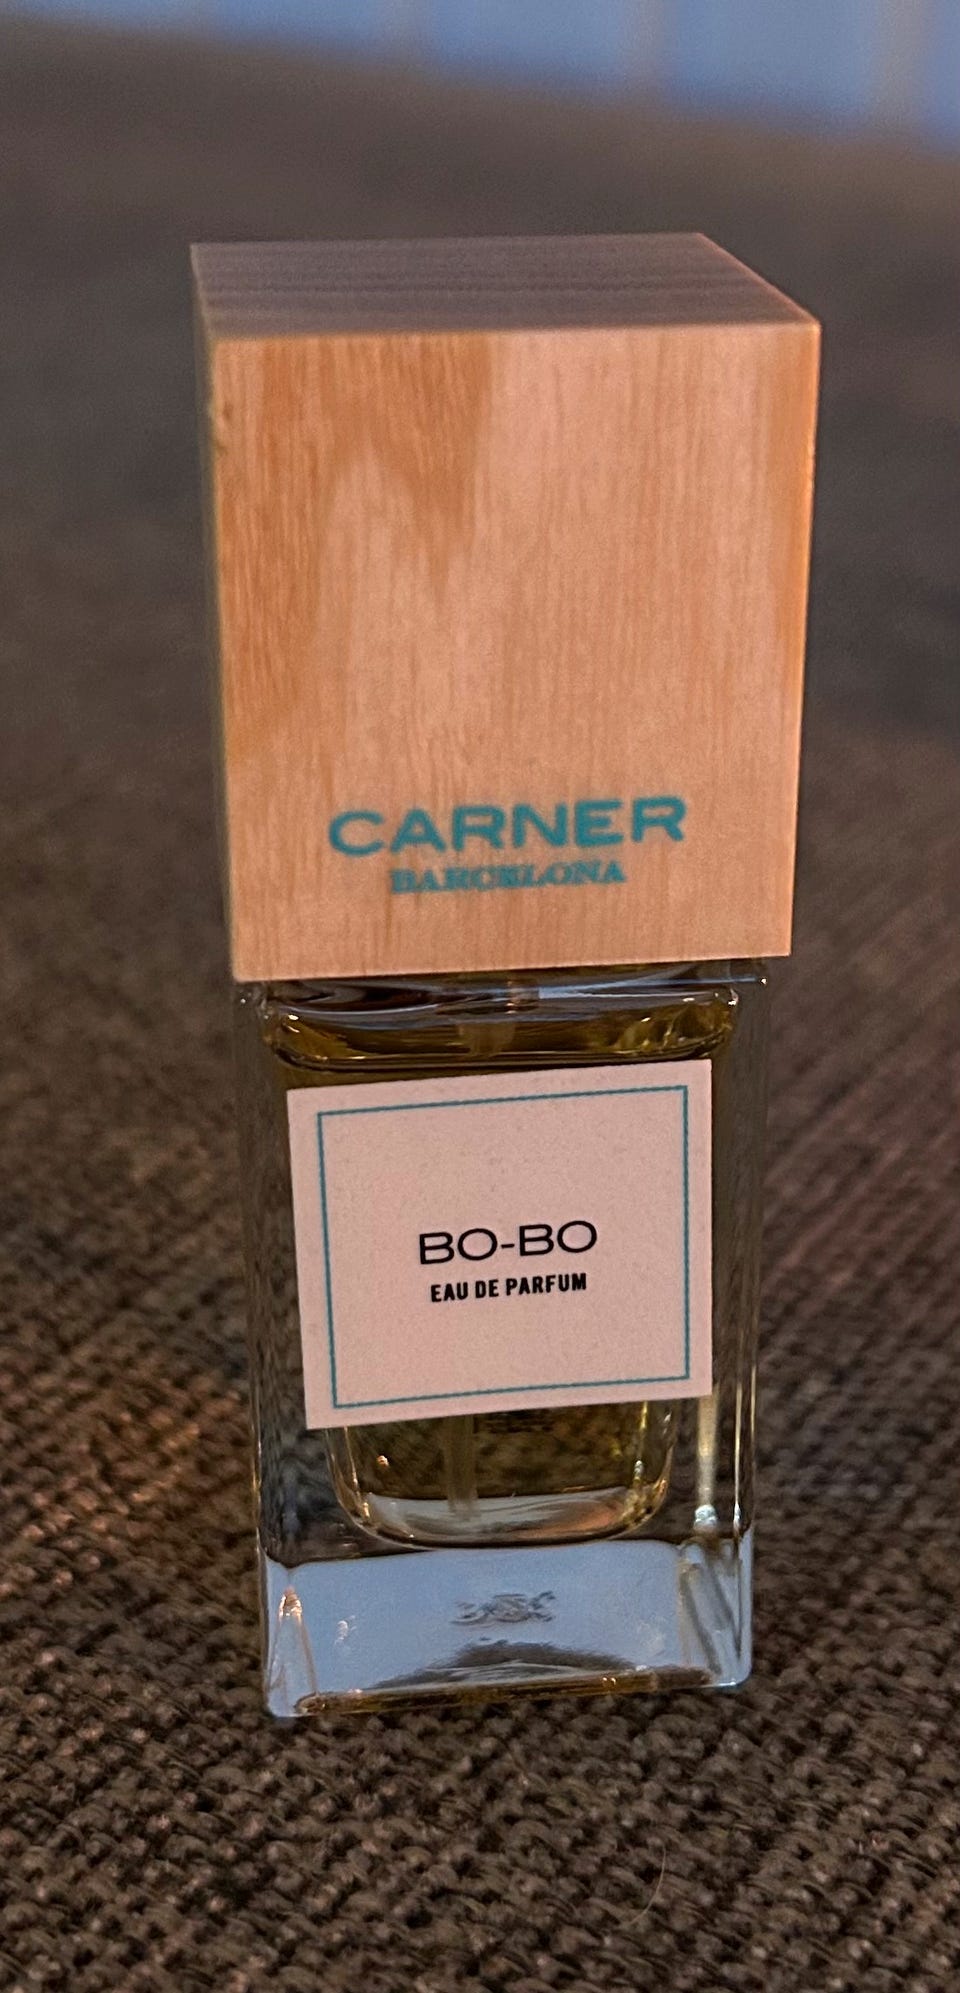 CARNER
BARCELONA
BO-BO
EAU DE PARFUM